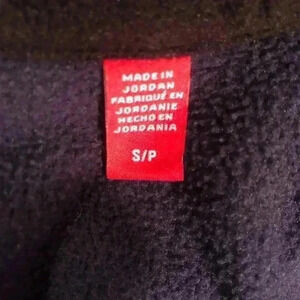 MADE IN
JORDAN
FABRIQUÉ EN
JORDANIE
HECHO EN
JORDANIA
S/P